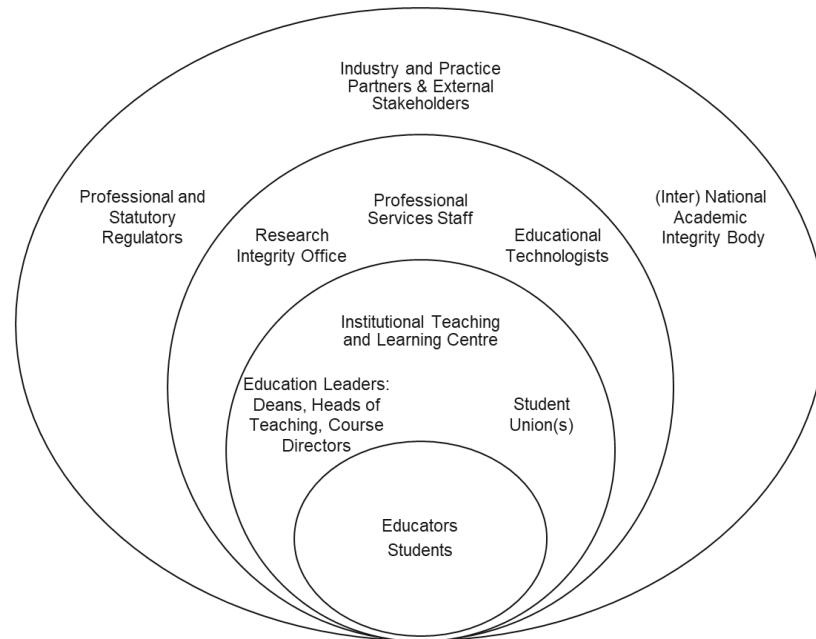 Industry and Practice
Partners & External
Stakeholders
Professional and
Statutory
Regulators
(Inter) National
Academic
Integrity Body
Professional
Services Staff
Research
Integrity Office
Educational
Technologists
Institutional Teaching
and Learning Centre
Education Leaders:
Deans, Heads of
Teaching, Course
Directors
Student
Union(s)
Educators
Students